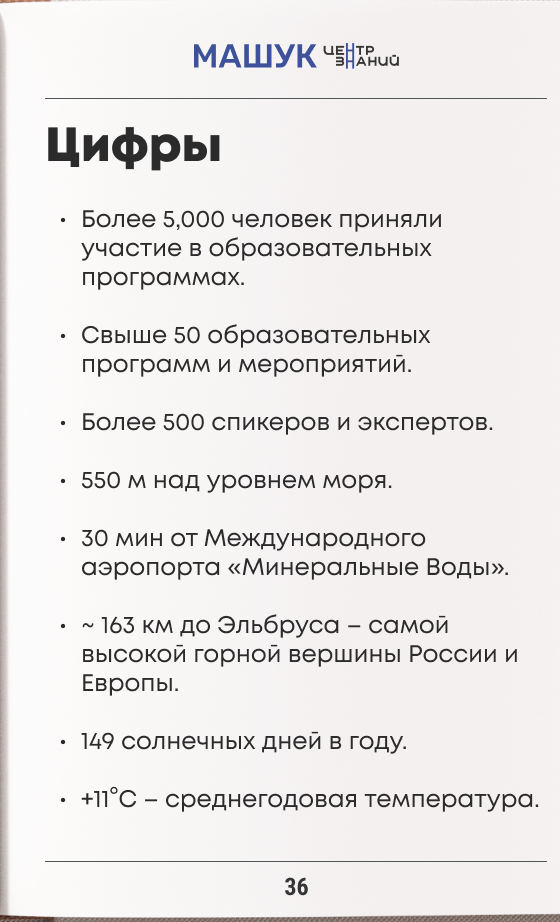 МАШУК ЦЕНТР ЗНАНИЙ
Цифры
• Более 5,000 человек приняли
участие в образовательных
программах.
• Свыше 50 образовательных
программ и мероприятий.
• Более 500 спикеров и экспертов.
• 550 м над уровнем моря.
• 30 мин от Международного
аэропорта «Минеральные Воды».
• ~ 163 км до Эльбруса – самой
высокой горной вершины России и
Европы.
• 149 солнечных дней в году.
• +11°C – среднегодовая температура.
36